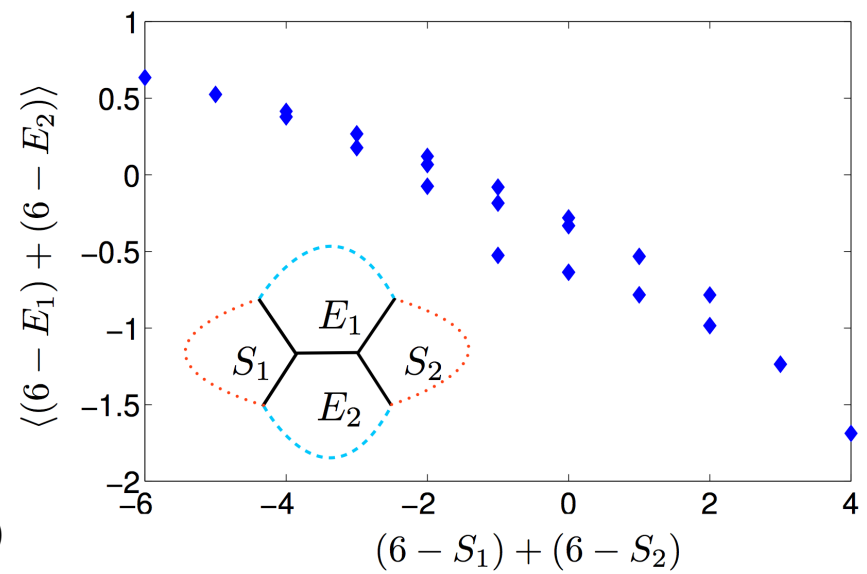 1
0.5
0
−0.5
−1
−1.5
−2
⟨(6 − E₁) + (6 − E₂)⟩
E₁
S₁
S₂
E₂
−6
−4
−2
0
2
4
(6 − S₁) + (6 − S₂)
)